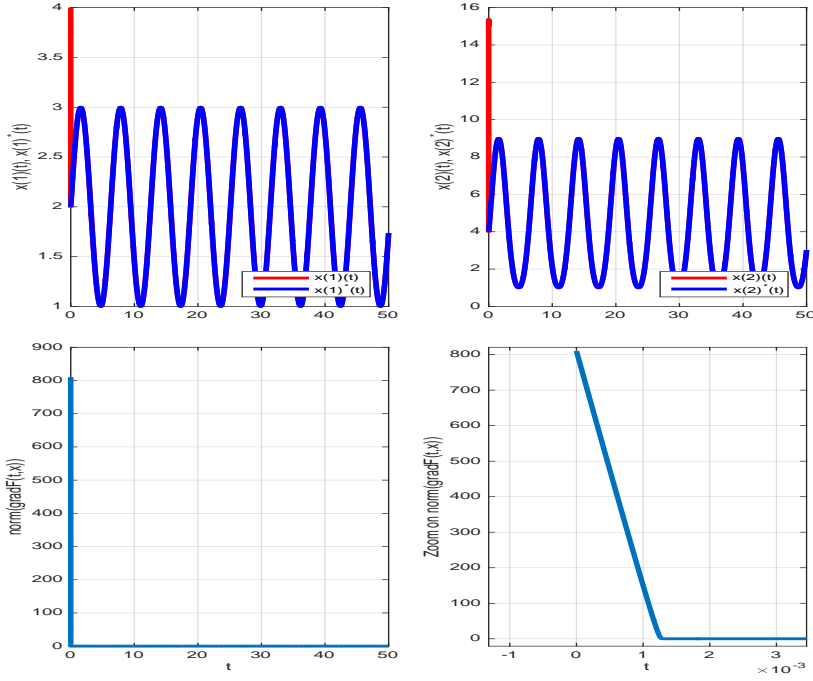 4
3.5
3
2.5
2
1.5
1
0 10 20 30 40 50
x(1)(t), x(1)*(t)
x(1)(t)
x(1)*(t)
16
14
12
10
8
6
4
2
0
0 10 20 30 40 50
x(2)(t), x(2)*(t)
x(2)(t)
x(2)*(t)
900
800
700
600
500
400
300
200
100
0
0 10 20 30 40 50
norm(gradF(t,x))
t
800
700
600
500
400
300
200
100
0
-1 0 1 2 3
×10⁻³
Zoom on norm(gradF(t,x))
t